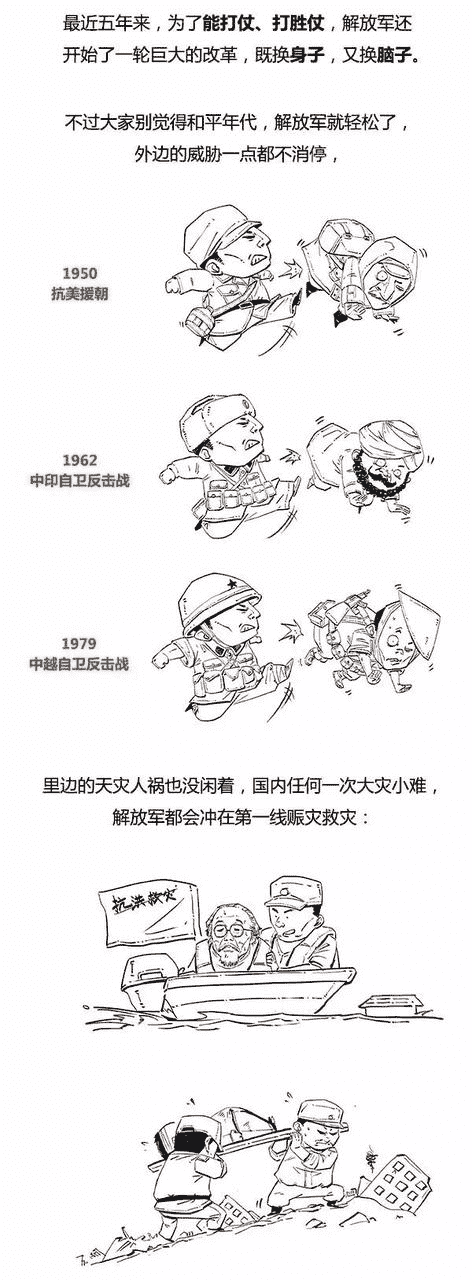 最近五年来，为了能打仗、打胜仗，解放军还
开始了一轮巨大的改革，既换身子，又换脑子。
不过大家别觉得和平年代，解放军就轻松了，
外边的威胁一点都不消停，
1950
抗美援朝
1962
中印自卫反击战
1979
中越自卫反击战
里边的天灾人祸也没闲着，国内任何一次大灾小难，
解放军都会冲在第一线赈灾救灾：
抗洪救灾